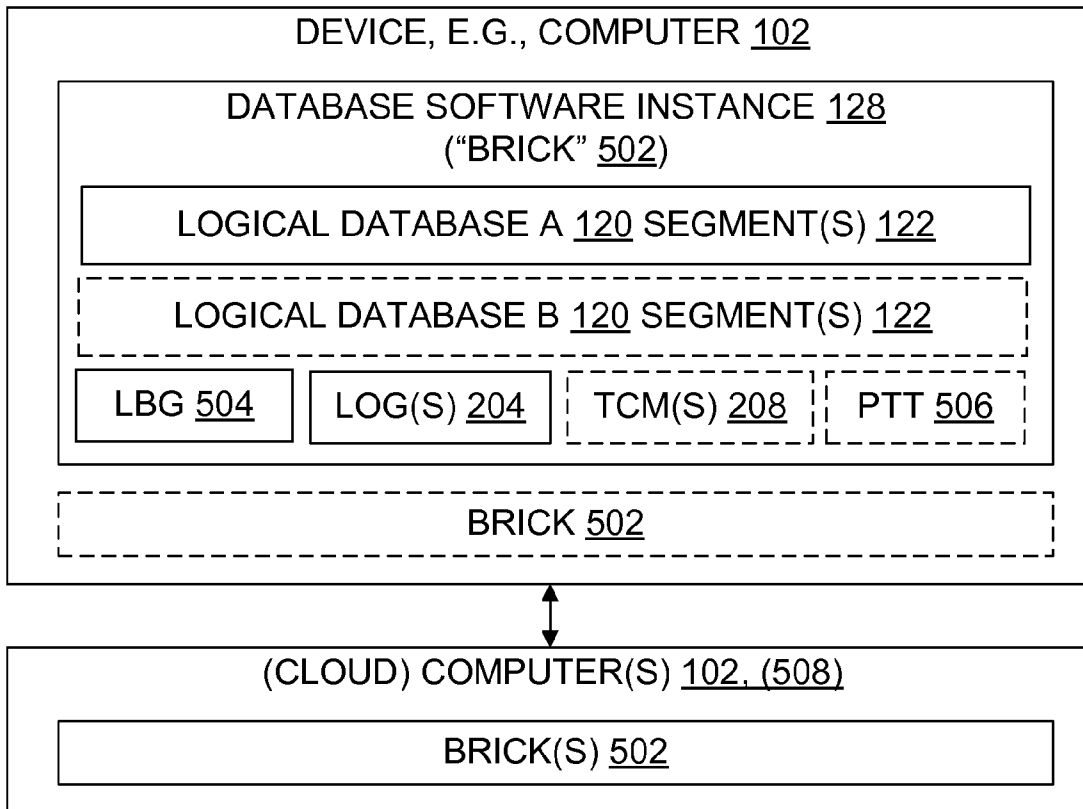 DEVICE, E.G., COMPUTER 102
DATABASE SOFTWARE INSTANCE 128
(“BRICK” 502)
LOGICAL DATABASE A 120 SEGMENT(S) 122
LOGICAL DATABASE B 120 SEGMENT(S) 122
LBG 504
LOG(S) 204
TCM(S) 208
PTT 506
BRICK 502
(CLOUD) COMPUTER(S) 102, (508)
BRICK(S) 502